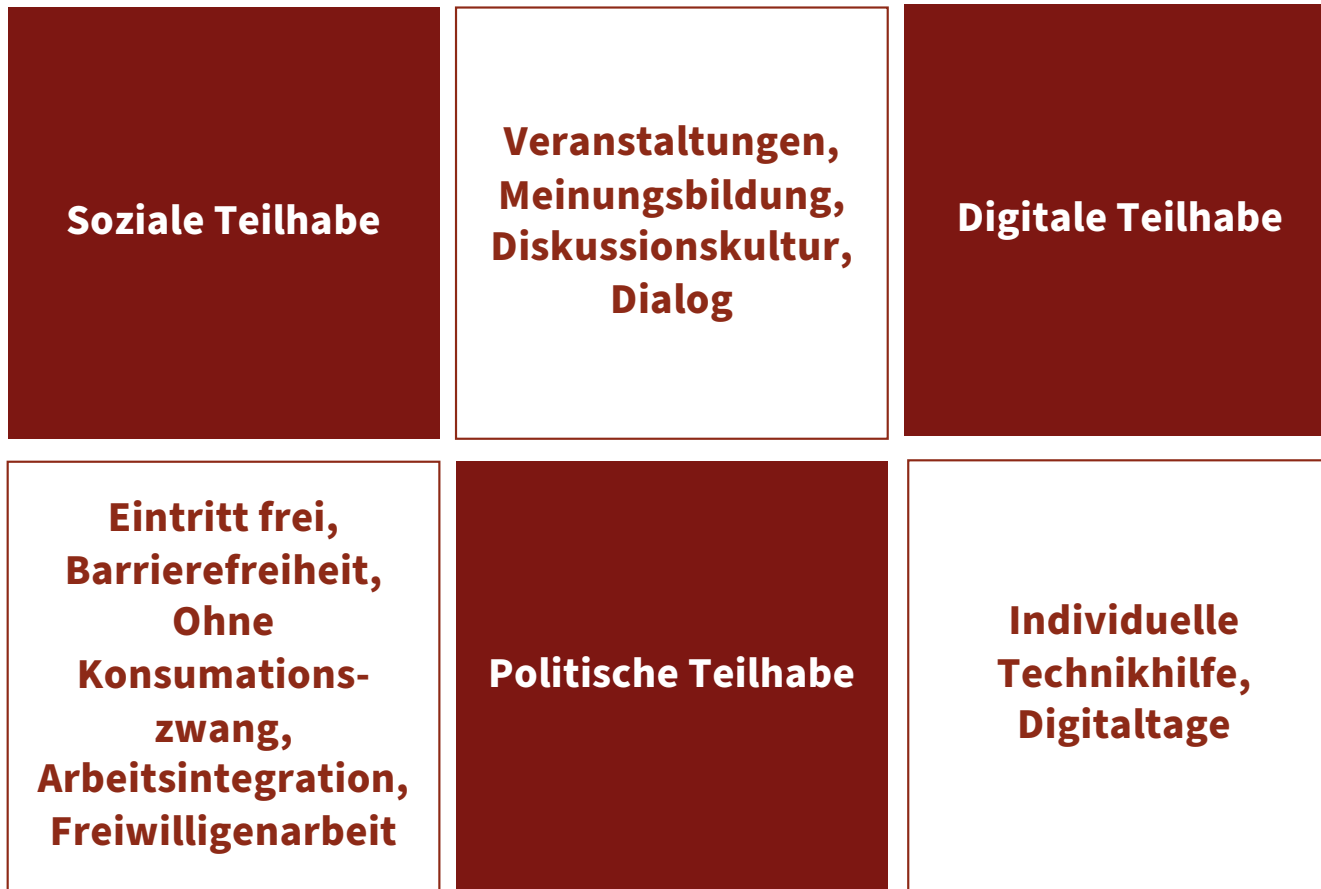 Soziale Teilhabe
Veranstaltungen,
Meinungsbildung,
Diskussionskultur,
Dialog
Digitale Teilhabe
Eintritt frei,
Barrierefreiheit,
Ohne
Konsumations-
zwang,
Arbeitsintegration,
Freiwilligenarbeit
Politische Teilhabe
Individuelle
Technikhilfe,
Digitaltage